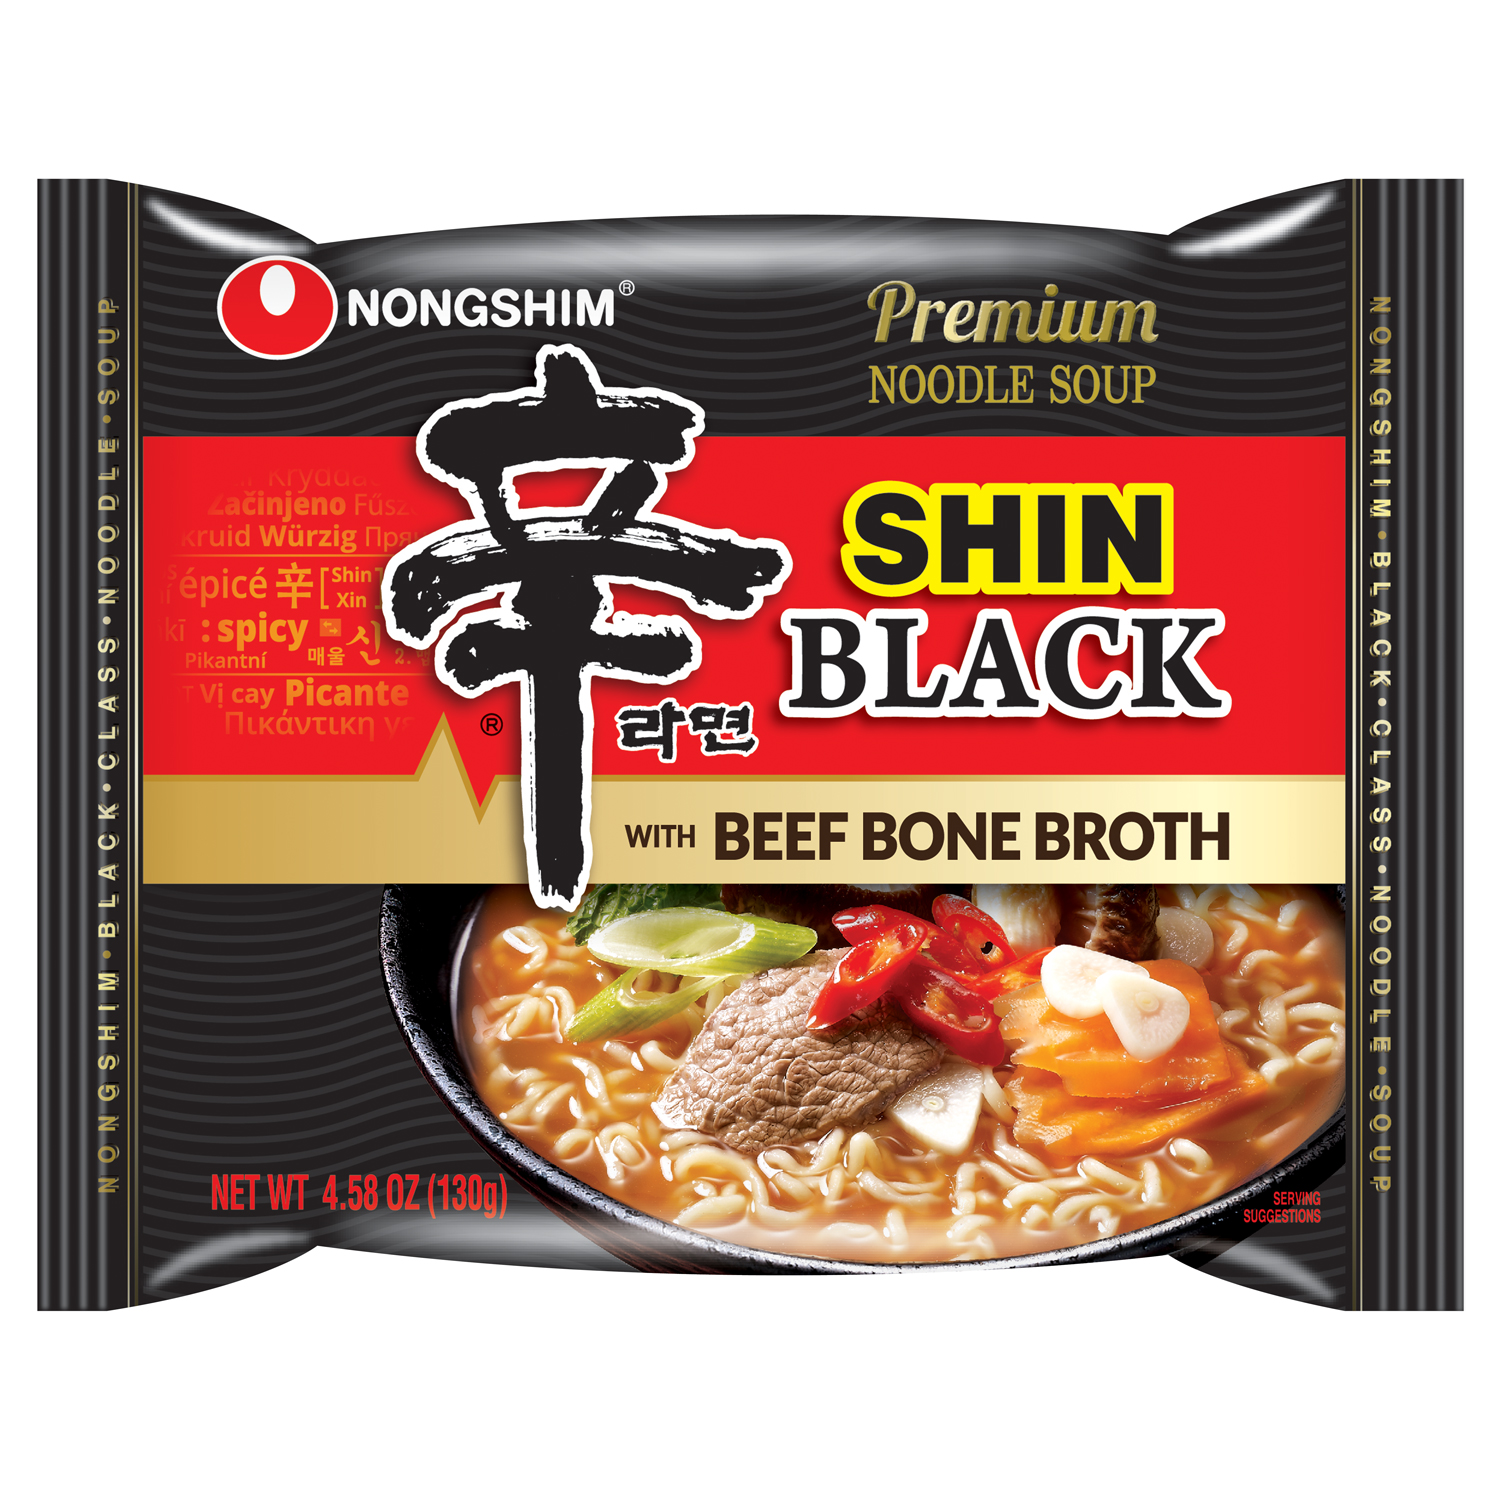 NONGSHIM®
Premium
NOODLE SOUP
Začinjeno
Würzig
épicé 辛 [Shin
Xin
: spicy
Pikantní
매울 신 2.
Vị cay Picante
Πικάντικη
辛
®
라면
SHIN
BLACK
WITH BEEF BONE BROTH
NET WT 4.58 OZ (130g)
SERVING
SUGGESTIONS
NONGSHIM•BLACK•CLASS•NOODLE•SOUP
NONGSHIM•BLACK•CLASS•NOODLE•SOUP